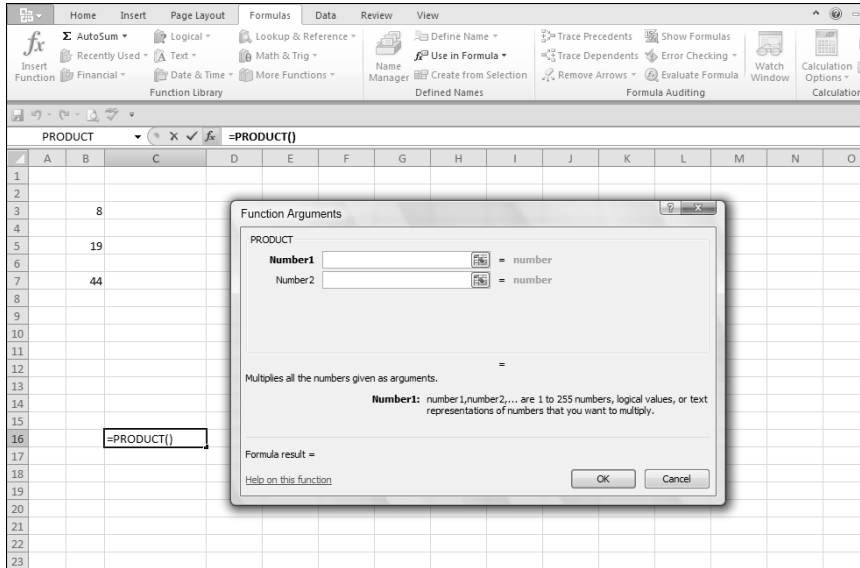 Home Insert Page Layout Formulas Data Review View
Σ AutoSum Logical Lookup & Reference Define Name Trace Precedents Show Formulas
Recently Used Text Math & Trig Use in Formula Trace Dependents Error Checking
Financial Date & Time More Functions Create from Selection Remove Arrows Evaluate Formula
fx
Insert
Function
Name
Manager
Watch
Window
Calculation
Options
Function Library Defined Names Formula Auditing Calculation
PRODUCT fx =PRODUCT()
A B C D E F G H I J K L M N O
1
2
3 8
4
5 19
6
7 44
8
9
10
11
12
13
14
15
16 =PRODUCT()
17
18
19
20
21
22
23
Function Arguments
PRODUCT
Number1 = number
Number2 = number
=
Multiplies all the numbers given as arguments.
Number1: number1,number2,... are 1 to 255 numbers, logical values, or text
representations of numbers that you want to multiply.
Formula result =
Help on this function
OK Cancel